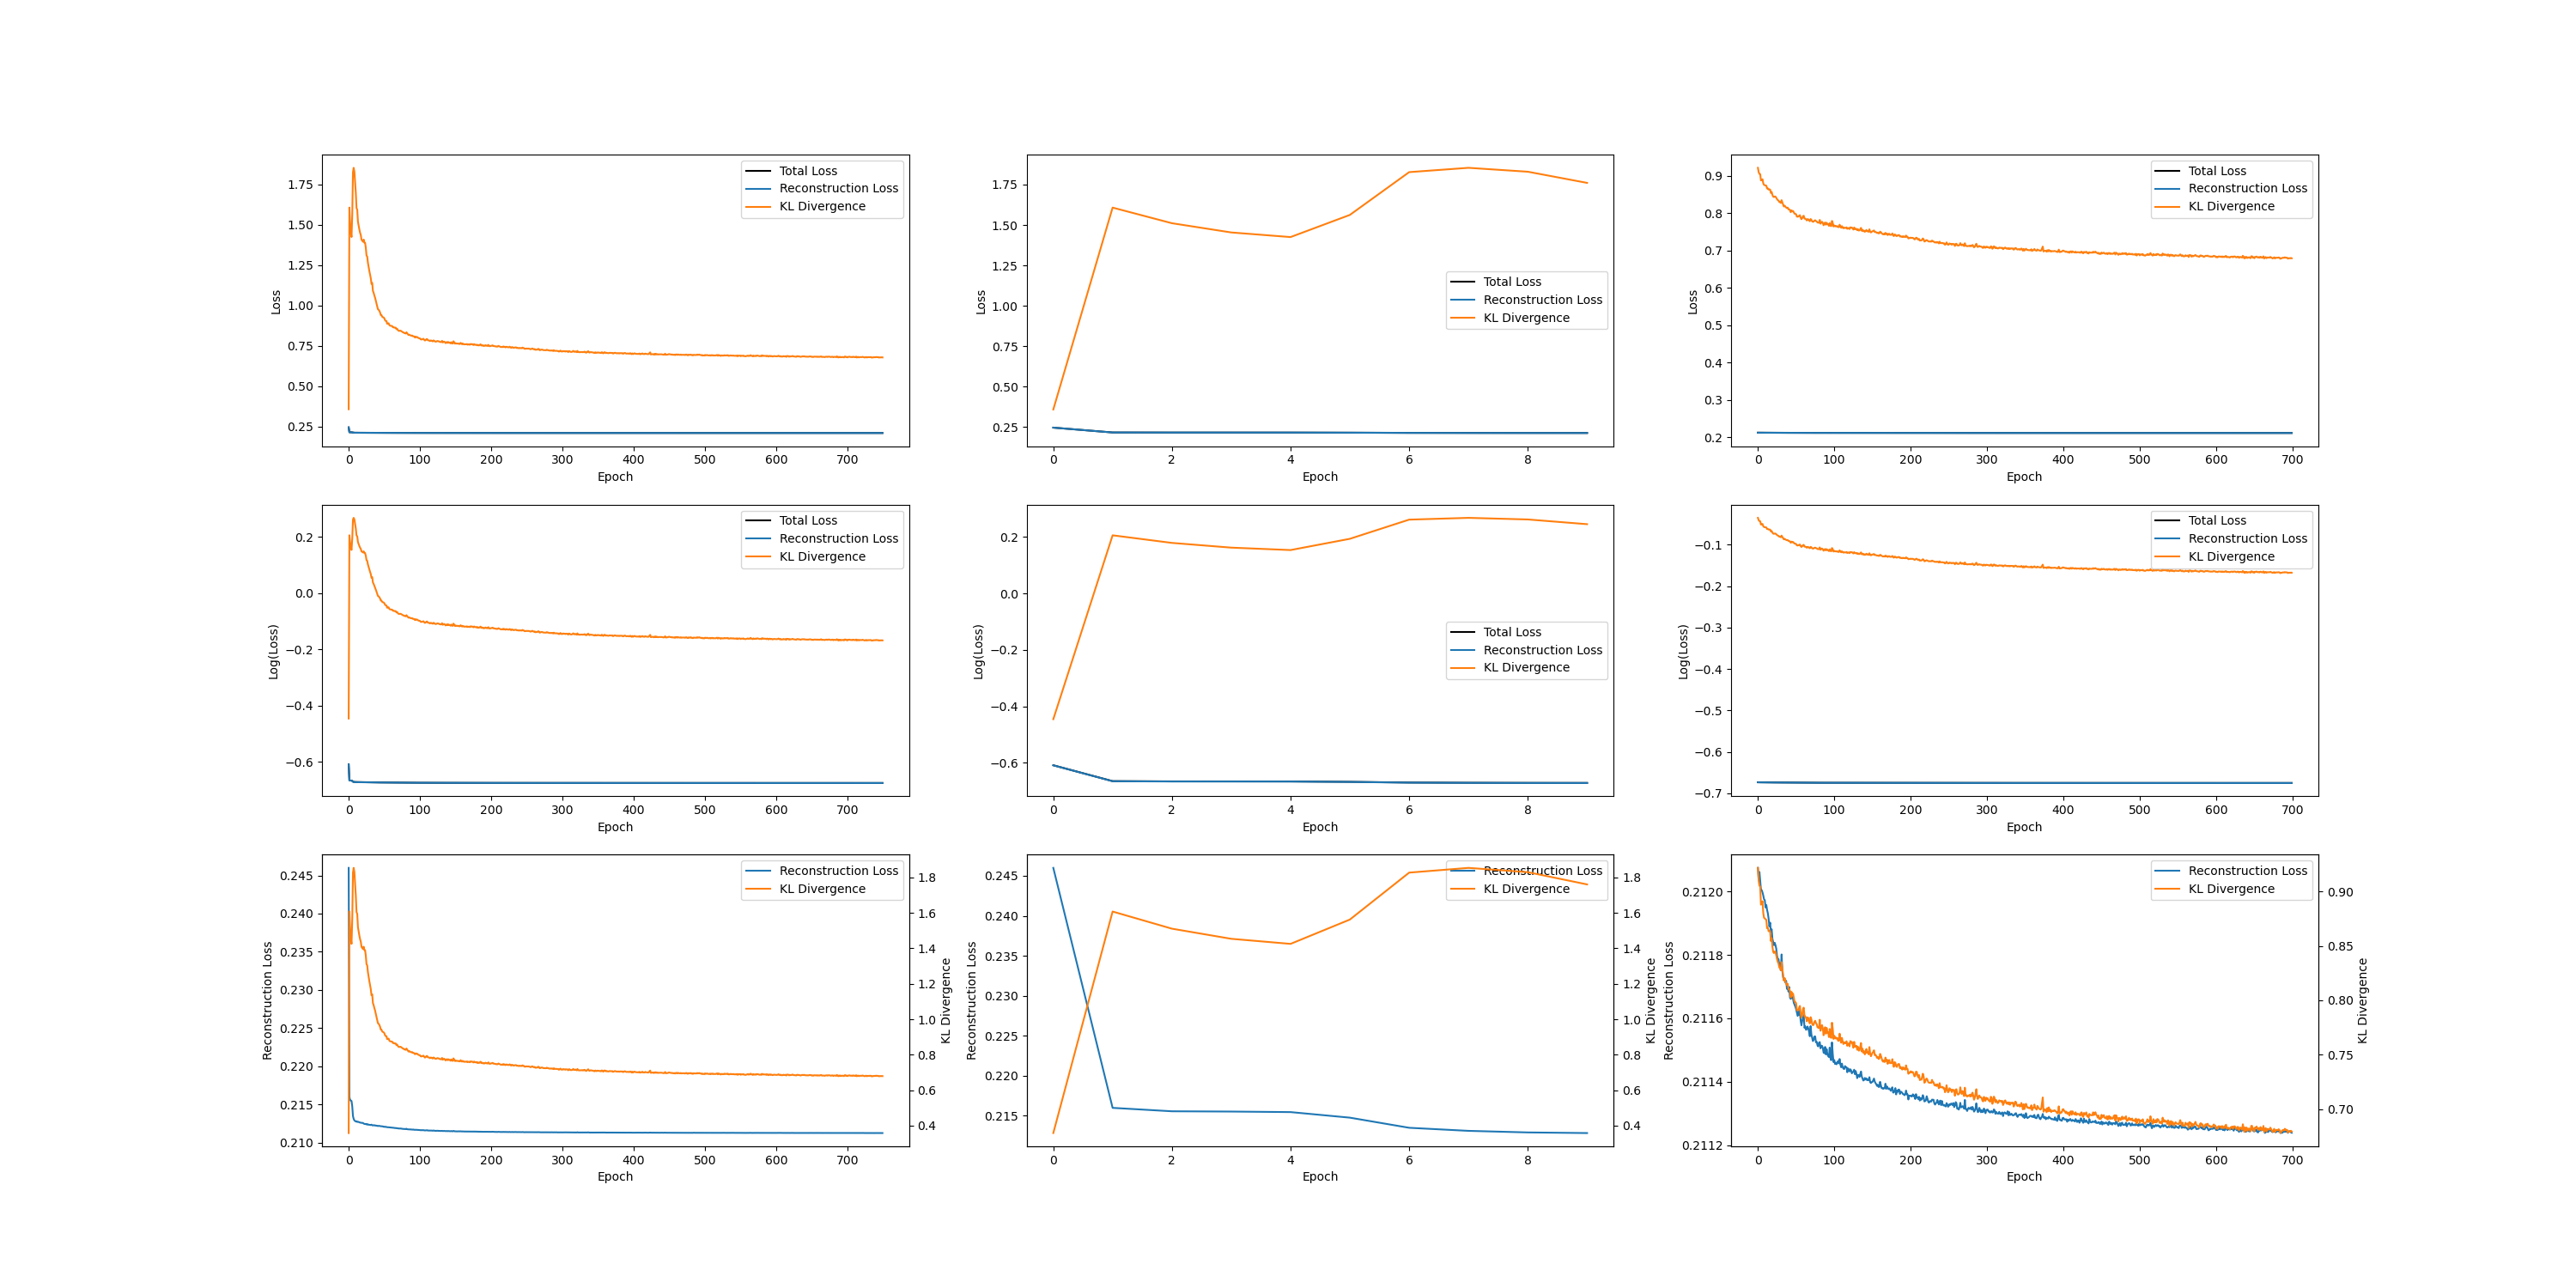 1.75
1.50
1.25
1.00
0.75
0.50
0.25
Loss
0 100 200 300 400 500 600 700
Epoch
Total Loss
Reconstruction Loss
KL Divergence
1.75
1.50
1.25
1.00
0.75
0.50
0.25
Loss
0 2 4 6 8
Epoch
Total Loss
Reconstruction Loss
KL Divergence
0.9
0.8
0.7
0.6
0.5
0.4
0.3
0.2
Loss
0 100 200 300 400 500 600 700
Epoch
Total Loss
Reconstruction Loss
KL Divergence
0.2
0.0
−0.2
−0.4
−0.6
Log(Loss)
0 100 200 300 400 500 600 700
Epoch
Total Loss
Reconstruction Loss
KL Divergence
0.2
0.0
−0.2
−0.4
−0.6
Log(Loss)
0 2 4 6 8
Epoch
Total Loss
Reconstruction Loss
KL Divergence
−0.1
−0.2
−0.3
−0.4
−0.5
−0.6
−0.7
Log(Loss)
0 100 200 300 400 500 600 700
Epoch
Total Loss
Reconstruction Loss
KL Divergence
0.245
0.240
0.235
0.230
0.225
0.220
0.215
0.210
Reconstruction Loss
0 100 200 300 400 500 600 700
Epoch
Reconstruction Loss
KL Divergence
1.8
1.6
1.4
1.2
1.0
0.8
0.6
0.4
KL Divergence
0.245
0.240
0.235
0.230
0.225
0.220
0.215
Reconstruction Loss
0 2 4 6 8
Epoch
Reconstruction Loss
KL Divergence
1.8
1.6
1.4
1.2
1.0
0.8
0.6
0.4
KL Divergence
0.2120
0.2118
0.2116
0.2114
0.2112
Reconstruction Loss
0 100 200 300 400 500 600 700
Epoch
Reconstruction Loss
KL Divergence
0.90
0.85
0.80
0.75
0.70
KL Divergence